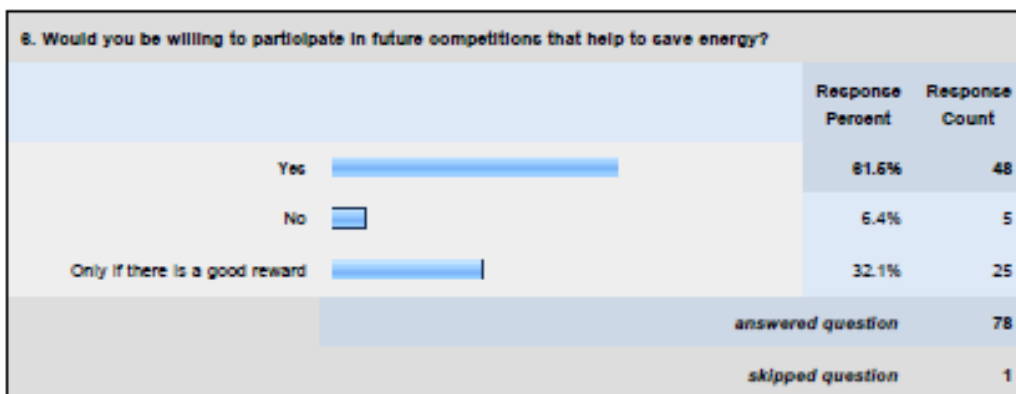 6. Would you be willing to participate in future competitions that help to save energy?
Response Percent Response Count
Yes 61.5% 48
No 6.4% 5
Only if there is a good reward 32.1% 25
answered question 78
skipped question 1